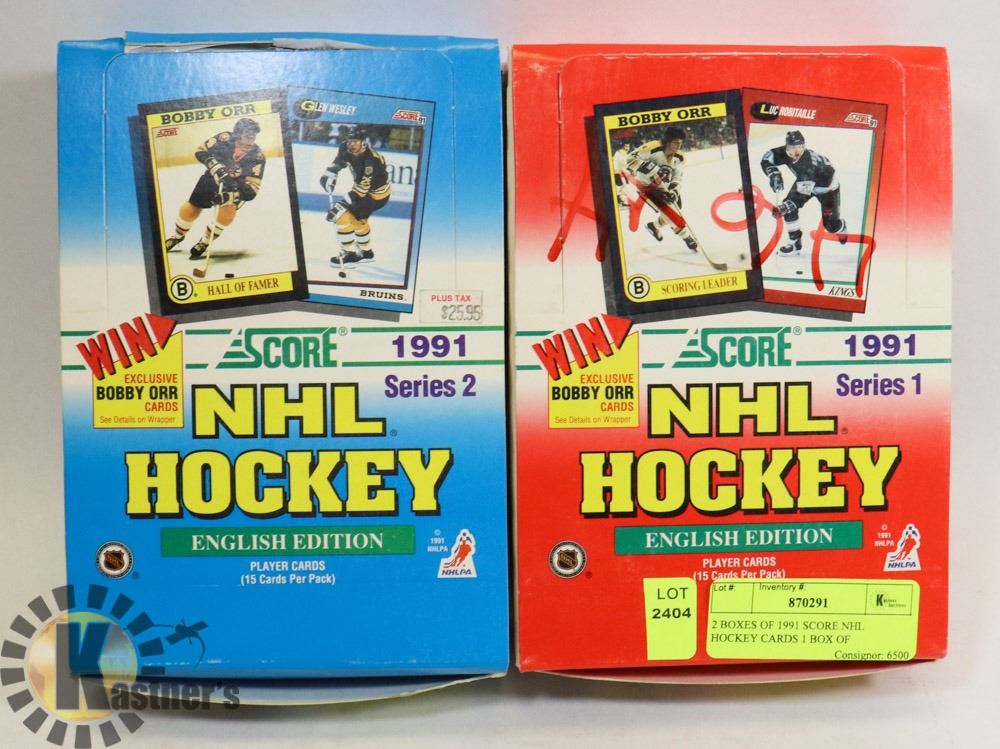 BOBBY ORR
SCORE
GLEN WESLEY
SCORE 91
B
HALL OF FAMER
BRUINS
PLUS TAX
$25.95
WIN
EXCLUSIVE
BOBBY ORR
CARDS
See Details on Wrapper
SCORE®
1991
Series 2
NHL®
HOCKEY
ENGLISH EDITION
PLAYER CARDS
(15 Cards Per Pack)
©
1991
NHLPA
NHLPA
Kastner's
BOBBY ORR
SCORE
LUC ROBITAILLE
SCORE 91
B
SCORING LEADER
KINGS
WIN
EXCLUSIVE
BOBBY ORR
CARDS
See Details on Wrapper
SCORE®
1991
Series 1
NHL®
HOCKEY
ENGLISH EDITION
PLAYER CARDS
(15 Cards Per Pack)
©
1991
NHLPA
NHLPA
LOT
2404
Lot #:
Inventory #:
870291
2 BOXES OF 1991 SCORE NHL
HOCKEY CARDS 1 BOX OF
Consignor: 6500